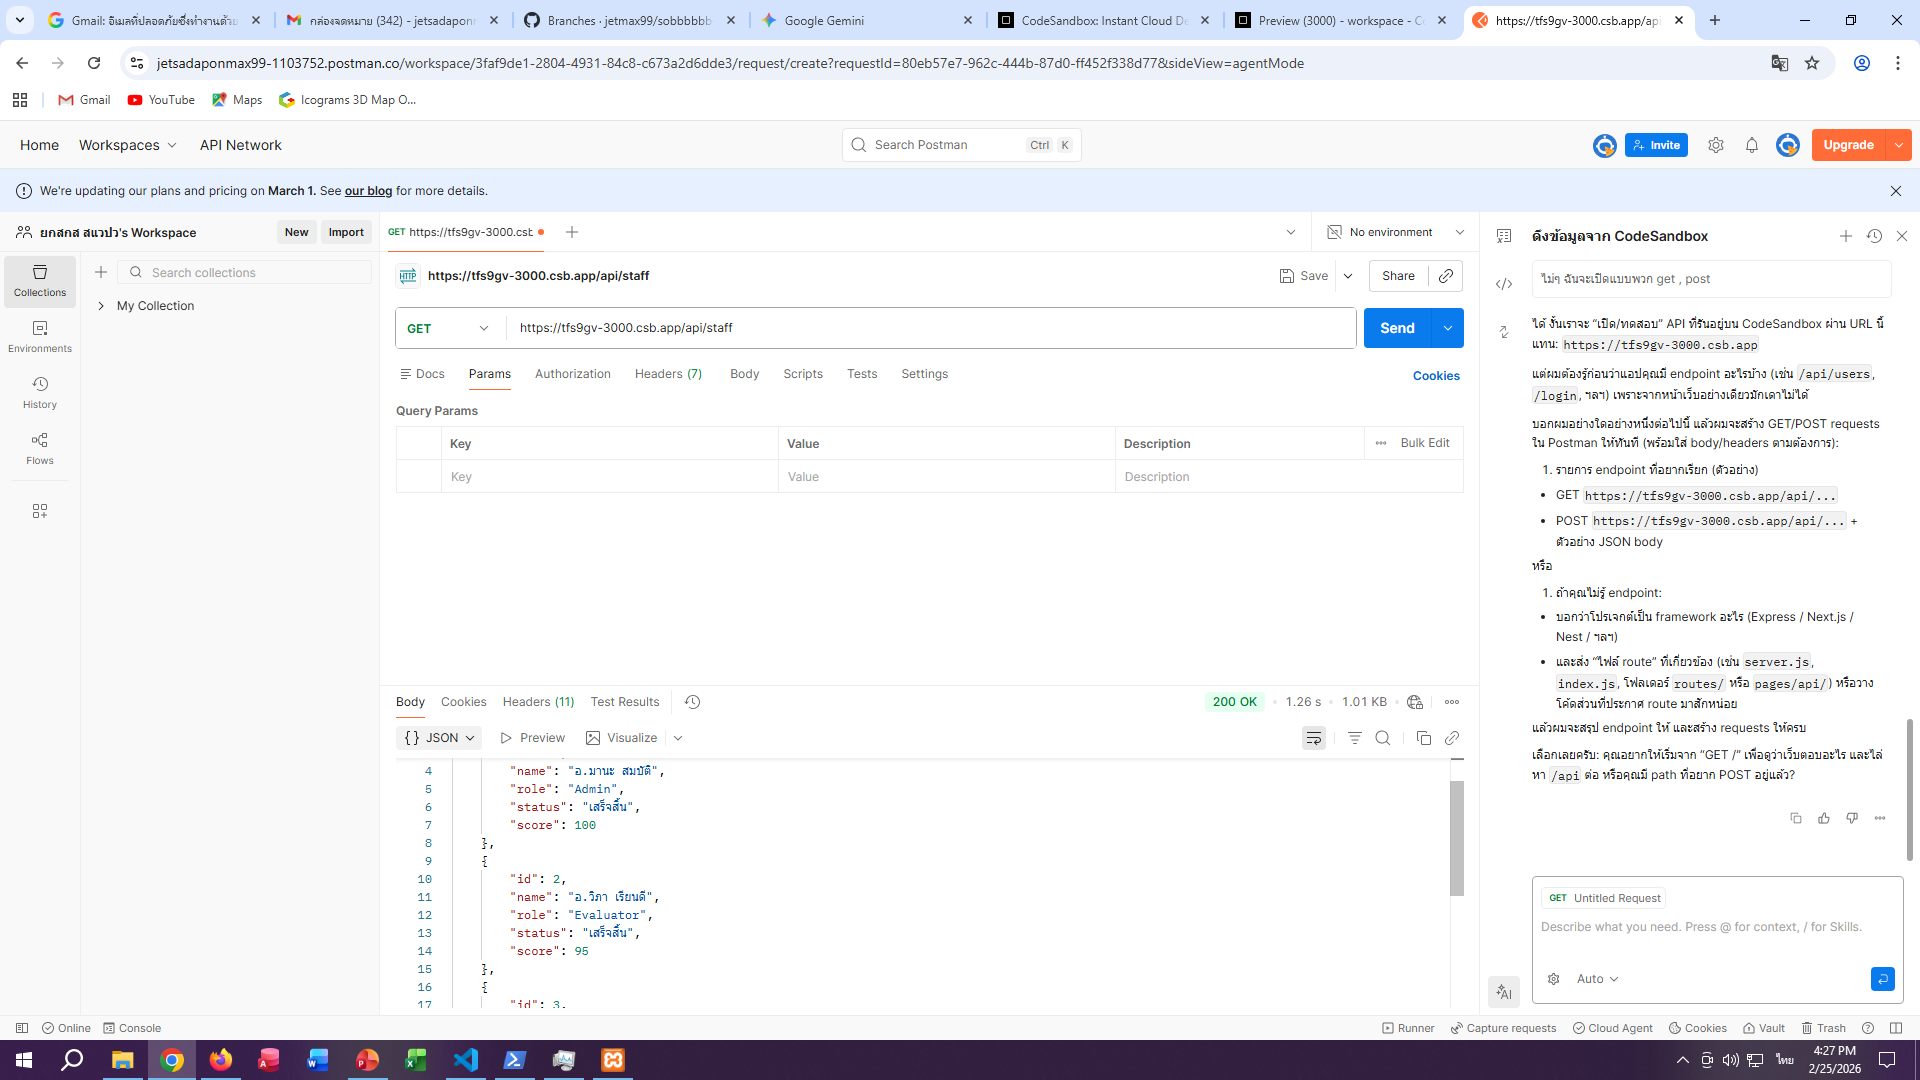 Gmail: อีเมลที่ปลอดภัยซึ่งทำงานด้วย
กล่องจดหมาย (342) - jetsadapon
Branches · jetmax99/sobbbbbb
Google Gemini
CodeSandbox: Instant Cloud De
Preview (3000) - workspace - C
https://tfs9gv-3000.csb.app/api
jetsadaponmax99-1103752.postman.co/workspace/3faf9de1-2804-4931-84c8-c673a2d6dde3/request/create?requestId=80eb57e7-962c-444b-87d0-ff452f338d77&sideView=agentMode
Gmail
YouTube
Maps
Icograms 3D Map O...
Home
Workspaces
API Network
Search Postman
Ctrl
K
Invite
Upgrade
We're updating our plans and pricing on March 1. See our blog for more details.
ยกสกส สแวปว's Workspace
New
Import
GET https://tfs9gv-3000.csb
No environment
ดึงข้อมูลจาก CodeSandbox
Collections
Search collections
My Collection
Environments
History
Flows
HTTP
https://tfs9gv-3000.csb.app/api/staff
Save
Share
GET
https://tfs9gv-3000.csb.app/api/staff
Send
Docs
Params
Authorization
Headers (7)
Body
Scripts
Tests
Settings
Cookies
Query Params
Key
Value
Description
Bulk Edit
Key
Value
Description
Body
Cookies
Headers (11)
Test Results
200 OK
1.26 s
1.01 KB
{ } JSON
Preview
Visualize
4 "name": "อ.มานะ สมบัติ",
5 "role": "Admin",
6 "status": "เสร็จสิ้น",
7 "score": 100
8 },
9 {
10 "id": 2,
11 "name": "อ.วิภา เรียนดี",
12 "role": "Evaluator",
13 "status": "เสร็จสิ้น",
14 "score": 95
15 },
16 {
17 "id": 3,
ไม่ๆ ฉันจะเปิดแบบพวก get , post
ได้ งั้นเราจะ “เปิด/ทดสอบ” API ที่รันอยู่บน CodeSandbox ผ่าน URL นี้
แทน: https://tfs9gv-3000.csb.app
แต่ผมต้องรู้ก่อนว่าแอปคุณมี endpoint อะไรบ้าง (เช่น /api/users,
/login, ฯลฯ) เพราะจากหน้าเว็บอย่างเดียวมักเดาไม่ได้
บอกผมอย่างใดอย่างหนึ่งต่อไปนี้ แล้วผมจะสร้าง GET/POST requests
ใน Postman ให้ทันที (พร้อมใส่ body/headers ตามต้องการ):
1. รายการ endpoint ที่อยากเรียก (ตัวอย่าง)
• GET https://tfs9gv-3000.csb.app/api/...
• POST https://tfs9gv-3000.csb.app/api/... +
ตัวอย่าง JSON body
หรือ
1. ถ้าคุณไม่รู้ endpoint:
• บอกว่าโปรเจกต์เป็น framework อะไร (Express / Next.js /
Nest / ฯลฯ)
• และส่ง “ไฟล์ route” ที่เกี่ยวข้อง (เช่น server.js,
index.js, โฟลเดอร์ routes/ หรือ pages/api/) หรือวาง
โค้ดส่วนที่ประกาศ route มาสักหน่อย
แล้วผมจะสรุป endpoint ให้ และสร้าง requests ให้ครบ
เลือกเลยครับ: คุณอยากให้เริ่มจาก “GET /” เพื่อดูว่าเว็บตอบอะไร และไล่
หา /api ต่อ หรือคุณมี path ที่อยาก POST อยู่แล้ว?
GET Untitled Request
Describe what you need. Press @ for context, / for Skills.
Auto
AI
Online
Console
Runner
Capture requests
Cloud Agent
Cookies
Vault
Trash
ไทย
4:27 PM
2/25/2026